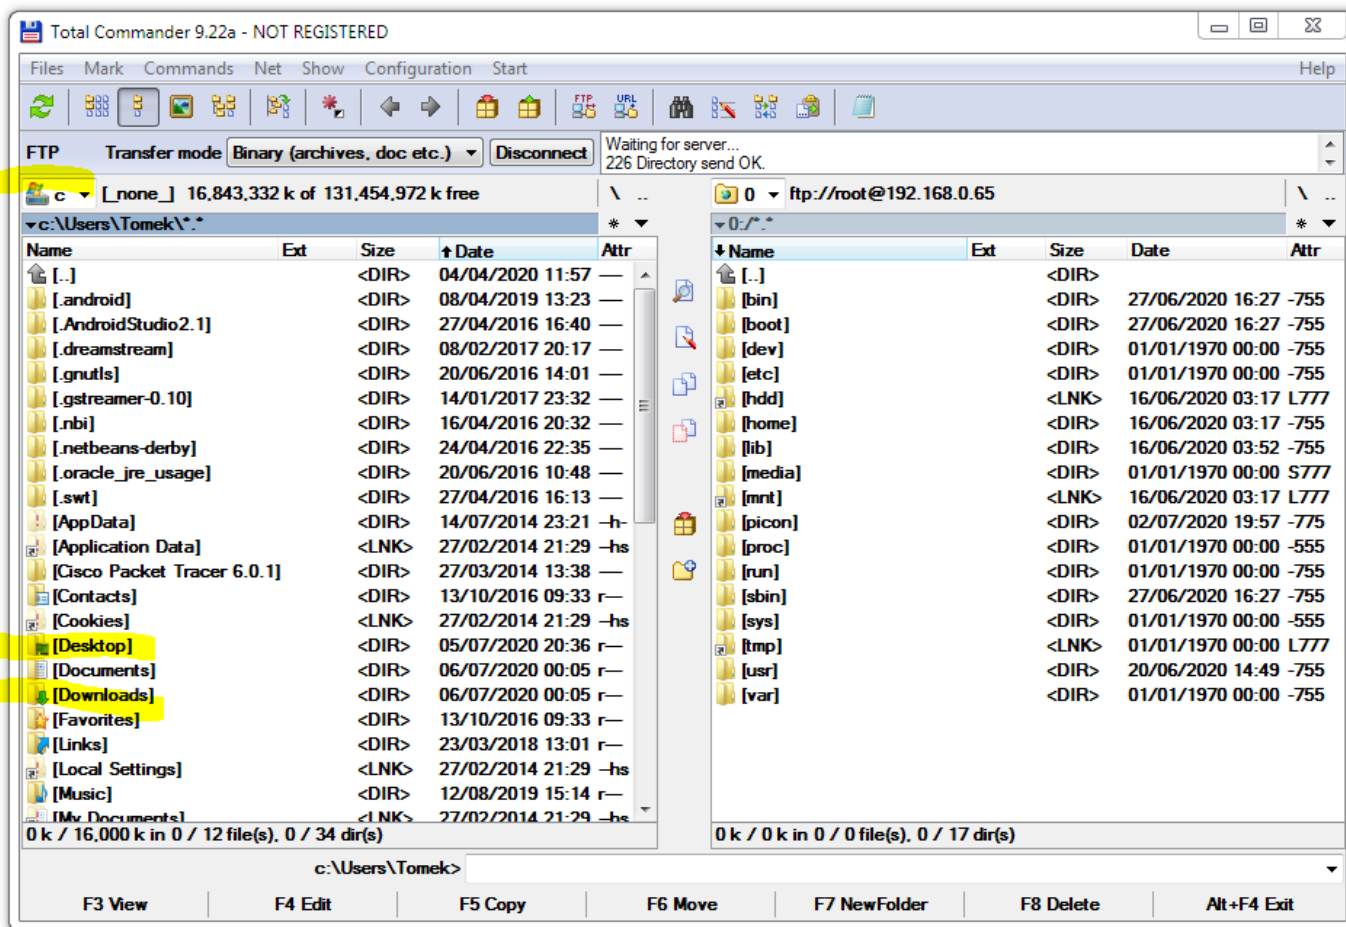 Total Commander 9.22a - NOT REGISTERED
Files Mark Commands Net Show Configuration Start Help
FTP URL
FTP Transfer mode Binary (archives, doc etc.) Disconnect
Waiting for server...
226 Directory send OK.
c [_none_] 16,843,332 k of 131,454,972 k free \ ..
c:\Users\Tomek\*.* * 
Name Ext Size Date Attr
[..] <DIR> 04/04/2020 11:57 —
[.android] <DIR> 08/04/2019 13:23 —
[.AndroidStudio2.1] <DIR> 27/04/2016 16:40 —
[.dreamstream] <DIR> 08/02/2017 20:17 —
[.gnutls] <DIR> 20/06/2016 14:01 —
[.gstreamer-0.10] <DIR> 14/01/2017 23:32 —
[.nbi] <DIR> 16/04/2016 20:32 —
[.netbeans-derby] <DIR> 24/04/2016 22:35 —
[.oracle_jre_usage] <DIR> 20/06/2016 10:48 —
[.swt] <DIR> 27/04/2016 16:13 —
[AppData] <DIR> 14/07/2014 23:21 –h-
[Application Data] <LNK> 27/02/2014 21:29 –hs
[Cisco Packet Tracer 6.0.1] <DIR> 27/03/2014 13:38 —
[Contacts] <DIR> 13/10/2016 09:33 r—
[Cookies] <LNK> 27/02/2014 21:29 –hs
[Desktop] <DIR> 05/07/2020 20:36 r—
[Documents] <DIR> 06/07/2020 00:05 r—
[Downloads] <DIR> 06/07/2020 00:05 r—
[Favorites] <DIR> 13/10/2016 09:33 r—
[Links] <DIR> 23/03/2018 13:01 r—
[Local Settings] <LNK> 27/02/2014 21:29 –hs
[Music] <DIR> 12/08/2019 15:14 r—
[My Documents] <LNK> 27/02/2014 21:29 –hs
0 k / 16,000 k in 0 / 12 file(s), 0 / 34 dir(s)
0 ftp://root@192.168.0.65 \ ..
0:/*.* *
Name Ext Size Date Attr
[..] <DIR>
[bin] <DIR> 27/06/2020 16:27 -755
[boot] <DIR> 27/06/2020 16:27 -755
[dev] <DIR> 01/01/1970 00:00 -755
[etc] <DIR> 01/01/1970 00:00 -755
[hdd] <LNK> 16/06/2020 03:17 L777
[home] <DIR> 16/06/2020 03:17 -755
[lib] <DIR> 16/06/2020 03:52 -755
[media] <DIR> 01/01/1970 00:00 S777
[mnt] <LNK> 16/06/2020 03:17 L777
[picon] <DIR> 02/07/2020 19:57 -775
[proc] <DIR> 01/01/1970 00:00 -555
[run] <DIR> 01/01/1970 00:00 -755
[sbin] <DIR> 27/06/2020 16:27 -755
[sys] <DIR> 01/01/1970 00:00 -555
[tmp] <LNK> 01/01/1970 00:00 L777
[usr] <DIR> 20/06/2020 14:49 -755
[var] <DIR> 01/01/1970 00:00 -755
0 k / 0 k in 0 / 0 file(s), 0 / 17 dir(s)
c:\Users\Tomek>
F3 View F4 Edit F5 Copy F6 Move F7 NewFolder F8 Delete Alt+F4 Exit